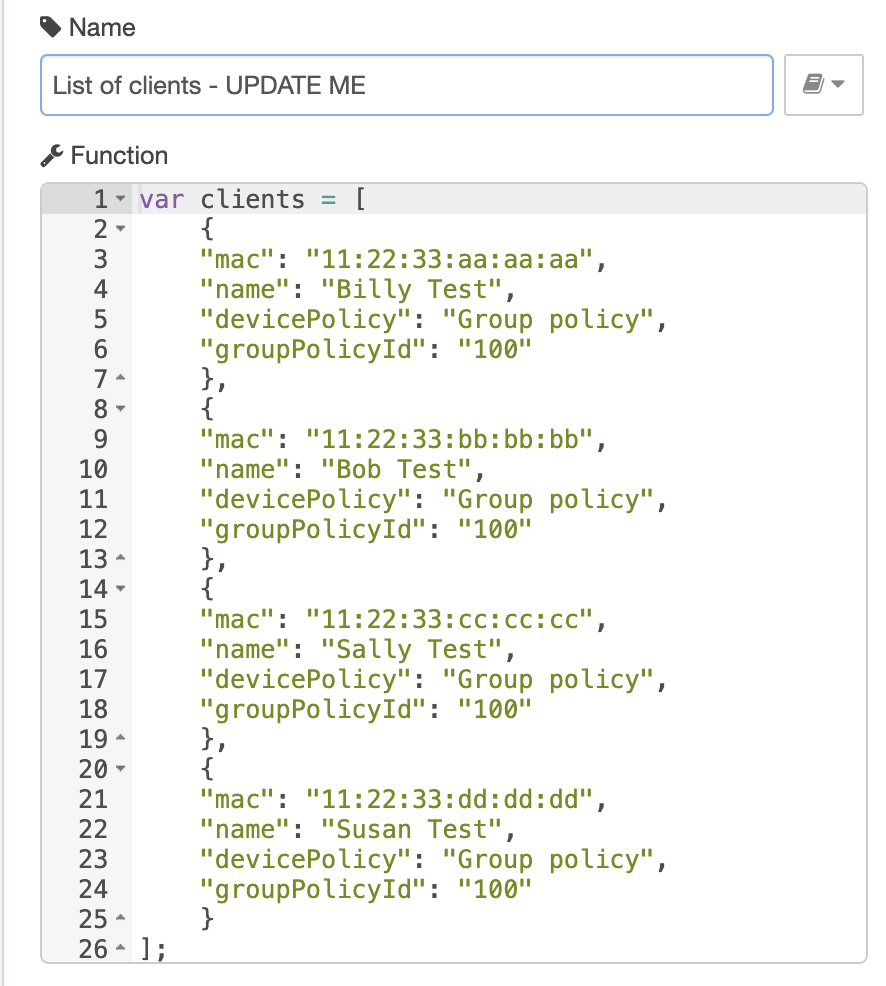 Name
List of clients - UPDATE ME
Function
1 var clients = [
2     {
3     "mac": "11:22:33:aa:aa:aa",
4     "name": "Billy Test",
5     "devicePolicy": "Group policy",
6     "groupPolicyId": "100"
7     },
8     {
9     "mac": "11:22:33:bb:bb:bb",
10     "name": "Bob Test",
11     "devicePolicy": "Group policy",
12     "groupPolicyId": "100"
13     },
14     {
15     "mac": "11:22:33:cc:cc:cc",
16     "name": "Sally Test",
17     "devicePolicy": "Group policy",
18     "groupPolicyId": "100"
19     },
20     {
21     "mac": "11:22:33:dd:dd:dd",
22     "name": "Susan Test",
23     "devicePolicy": "Group policy",
24     "groupPolicyId": "100"
25     }
26 ];